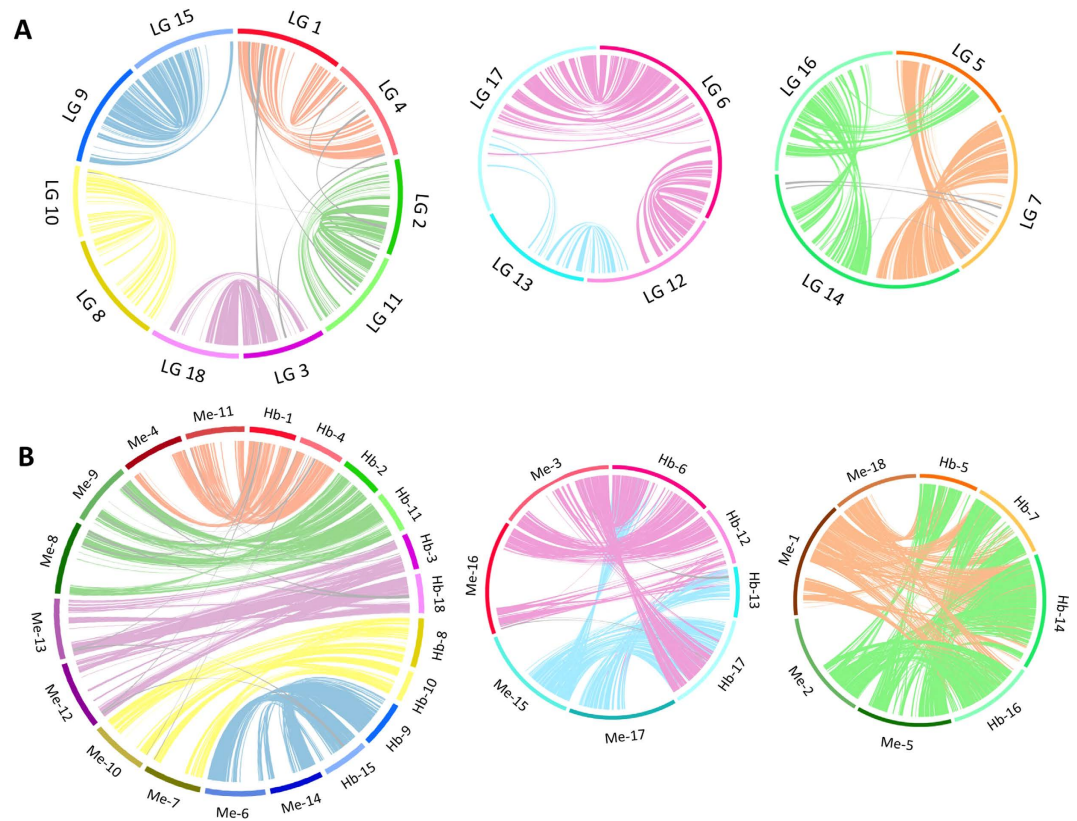 A
LG 15
LG 1
LG 9
LG 4
LG 10
LG 2
LG 8
LG 11
LG 18
LG 3
LG 17
LG 6
LG 13
LG 12
LG 16
LG 5
LG 7
LG 14
B
Me-11
Hb-1
Me-4
Hb-4
Me-9
Hb-2
Hb-11
Me-8
Hb-3
Hb-18
Me-13
Hb-8
Me-12
Hb-10
Me-10
Hb-9
Me-7
Hb-15
Me-6
Me-14
Me-3
Hb-6
Hb-12
Me-16
Hb-13
Me-15
Hb-17
Me-17
Me-18
Hb-5
Hb-7
Me-1
Hb-14
Me-2
Hb-16
Me-5